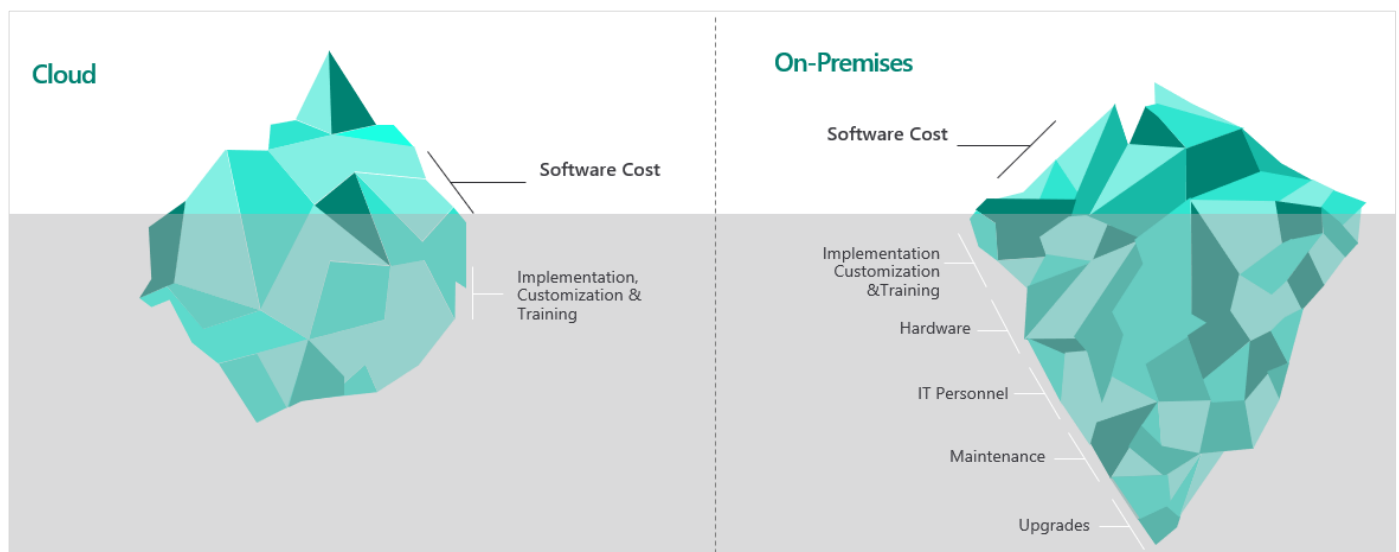 Cloud
Software Cost
Implementation,
Customization &
Training
On-Premises
Software Cost
Implementation
Customization
&Training
Hardware
IT Personnel
Maintenance
Upgrades